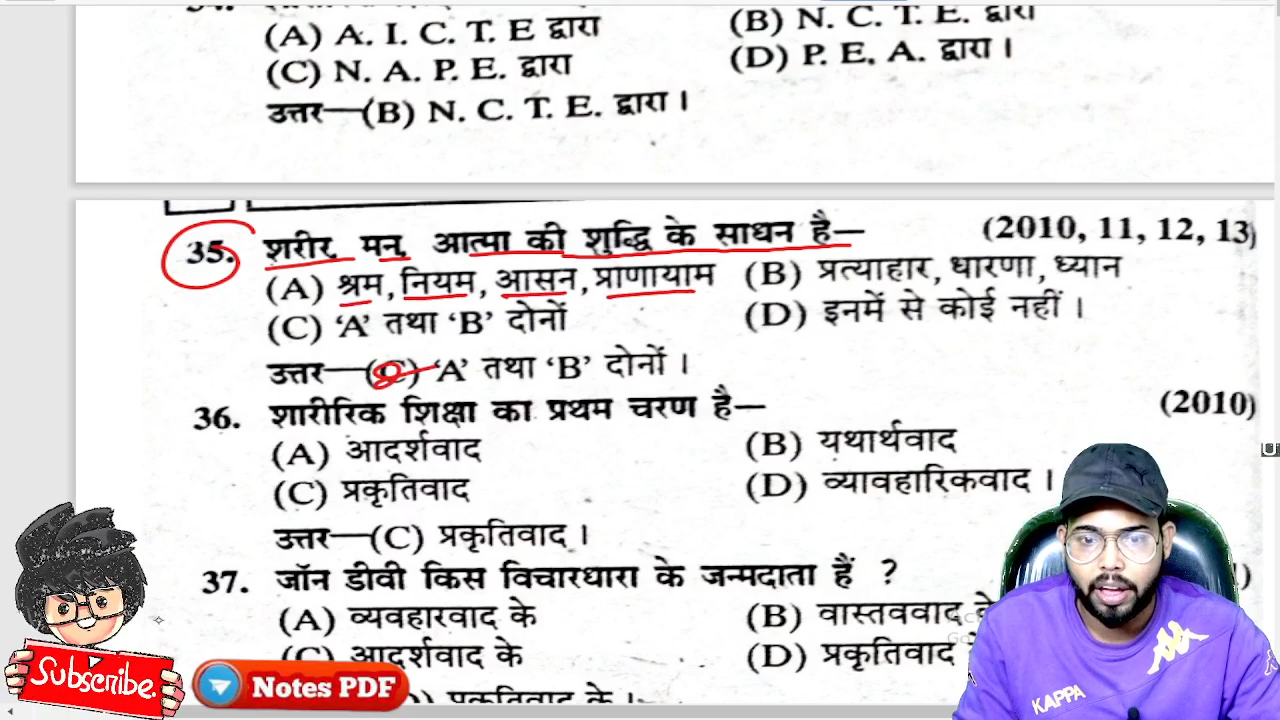 (A) A. I. C. T. E द्वारा
(B) N. C. T. E. द्वारा
(C) N. A. P. E. द्वारा
(D) P. E. A. द्वारा ।
उत्तर—(B) N. C. T. E. द्वारा ।
35. शरीर, मन, आत्मा की शुद्धि के साधन है— (2010, 11, 12, 13)
(A) श्रम, नियम, आसन, प्राणायाम (B) प्रत्याहार, धारणा, ध्यान
(C) ‘A’ तथा ‘B’ दोनों (D) इनमें से कोई नहीं ।
उत्तर—(C) ‘A’ तथा ‘B’ दोनों ।
36. शारीरिक शिक्षा का प्रथम चरण है— (2010)
(A) आदर्शवाद (B) यथार्थवाद
(C) प्रकृतिवाद (D) व्यावहारिकवाद ।
उत्तर—(C) प्रकृतिवाद ।
37. जॉन डीवी किस विचारधारा के जन्मदाता हैं ?
(A) व्यवहारवाद के (B) वास्तववाद
(C) आदर्शवाद के (D) प्रकृतिवाद
प्रकृतिवाद के ।
Subscribe.
Notes PDF
KAPPA